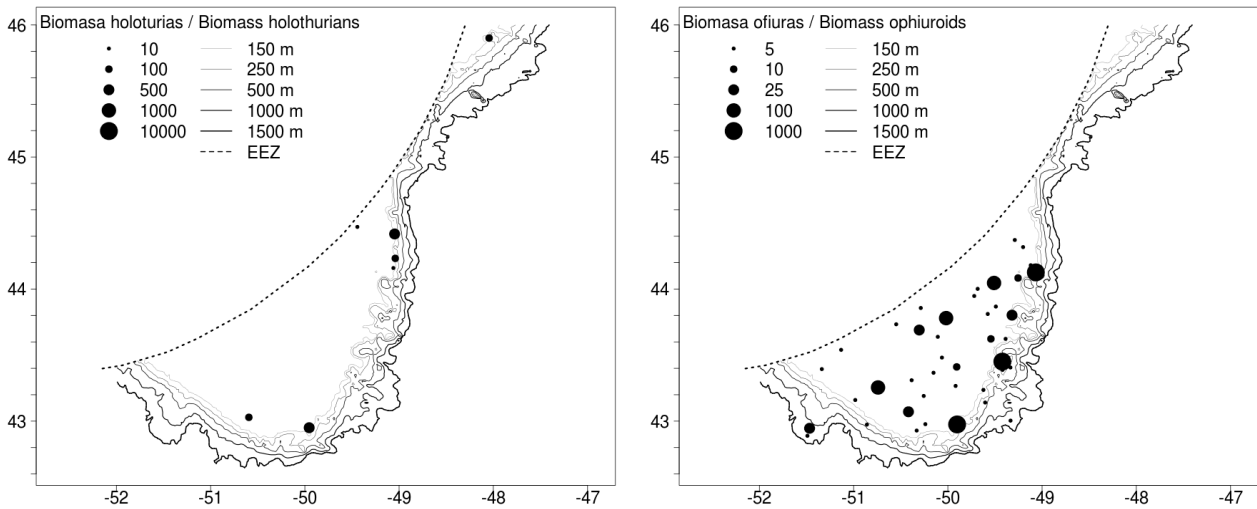 Biomasa holoturias / Biomass holothurians
10 150 m
100 250 m
500 500 m
1000 1000 m
10000 1500 m
EEZ
46
45
44
43
-52 -51 -50 -49 -48 -47
Biomasa ofiuras / Biomass ophiuroids
5 150 m
10 250 m
25 500 m
100 1000 m
1000 1500 m
EEZ
46
45
44
43
-52 -51 -50 -49 -48 -47